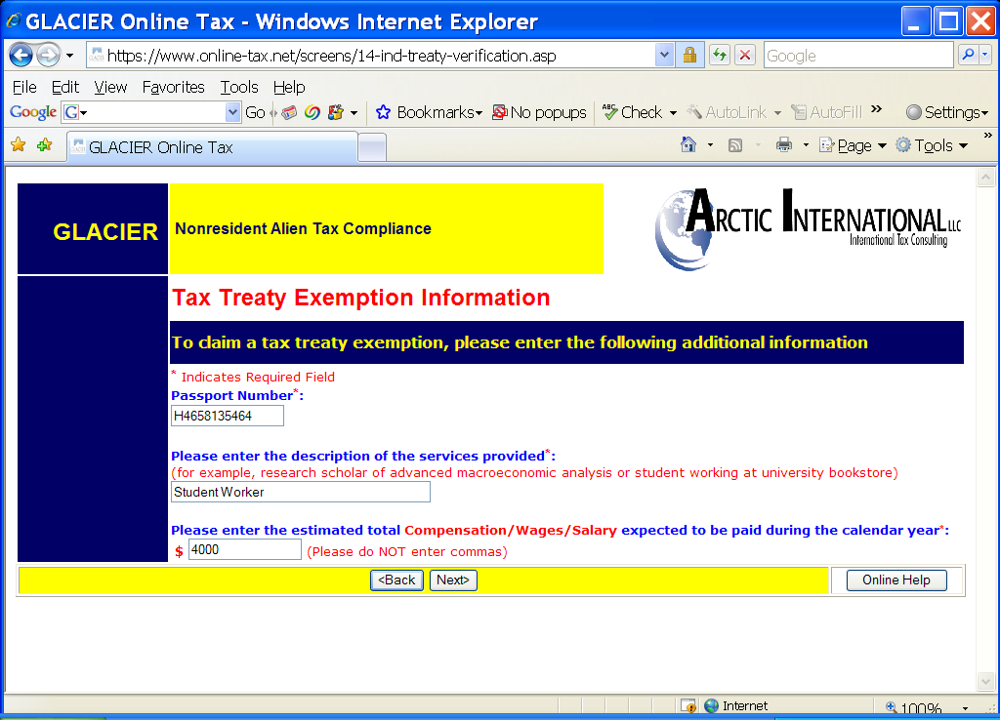 GLACIER Online Tax - Windows Internet Explorer
https://www.online-tax.net/screens/14-ind-treaty-verification.asp
Google
File Edit View Favorites Tools Help
Google G Go Bookmarks No popups ABC Check AutoLink AutoFill » Settings
GLACIER Online Tax Page Tools »
GLACIER Nonresident Alien Tax Compliance
ARCTIC INTERNATIONAL LLC
International Tax Consulting
Tax Treaty Exemption Information
To claim a tax treaty exemption, please enter the following additional information
* Indicates Required Field
Passport Number*:
H4658135464
Please enter the description of the services provided*:
(for example, research scholar of advanced macroeconomic analysis or student working at university bookstore)
Student Worker
Please enter the estimated total Compensation/Wages/Salary expected to be paid during the calendar year*:
$ 4000 (Please do NOT enter commas)
<Back Next> Online Help
Internet 100%